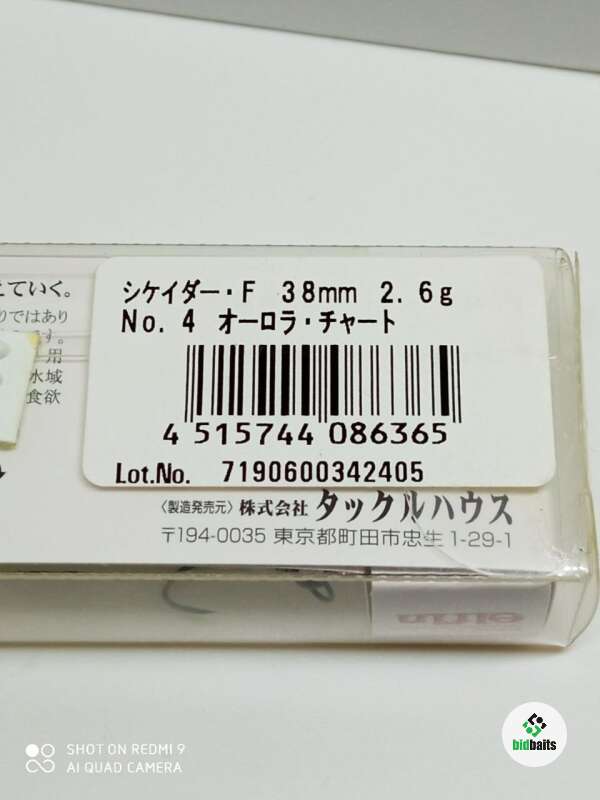 えていく。
シケイダー・F 38mm 2.6g
りではあり
No.4 オーロラ・チャート
す。
用
水域
食欲
4 515744 086365
Lot.No. 7190600342405
〈製造発売元〉株式会社 タックルハウス
〒194-0035 東京都町田市忠生1-29-1
SHOT ON REDMI 9
AI QUAD CAMERA
bidbaits